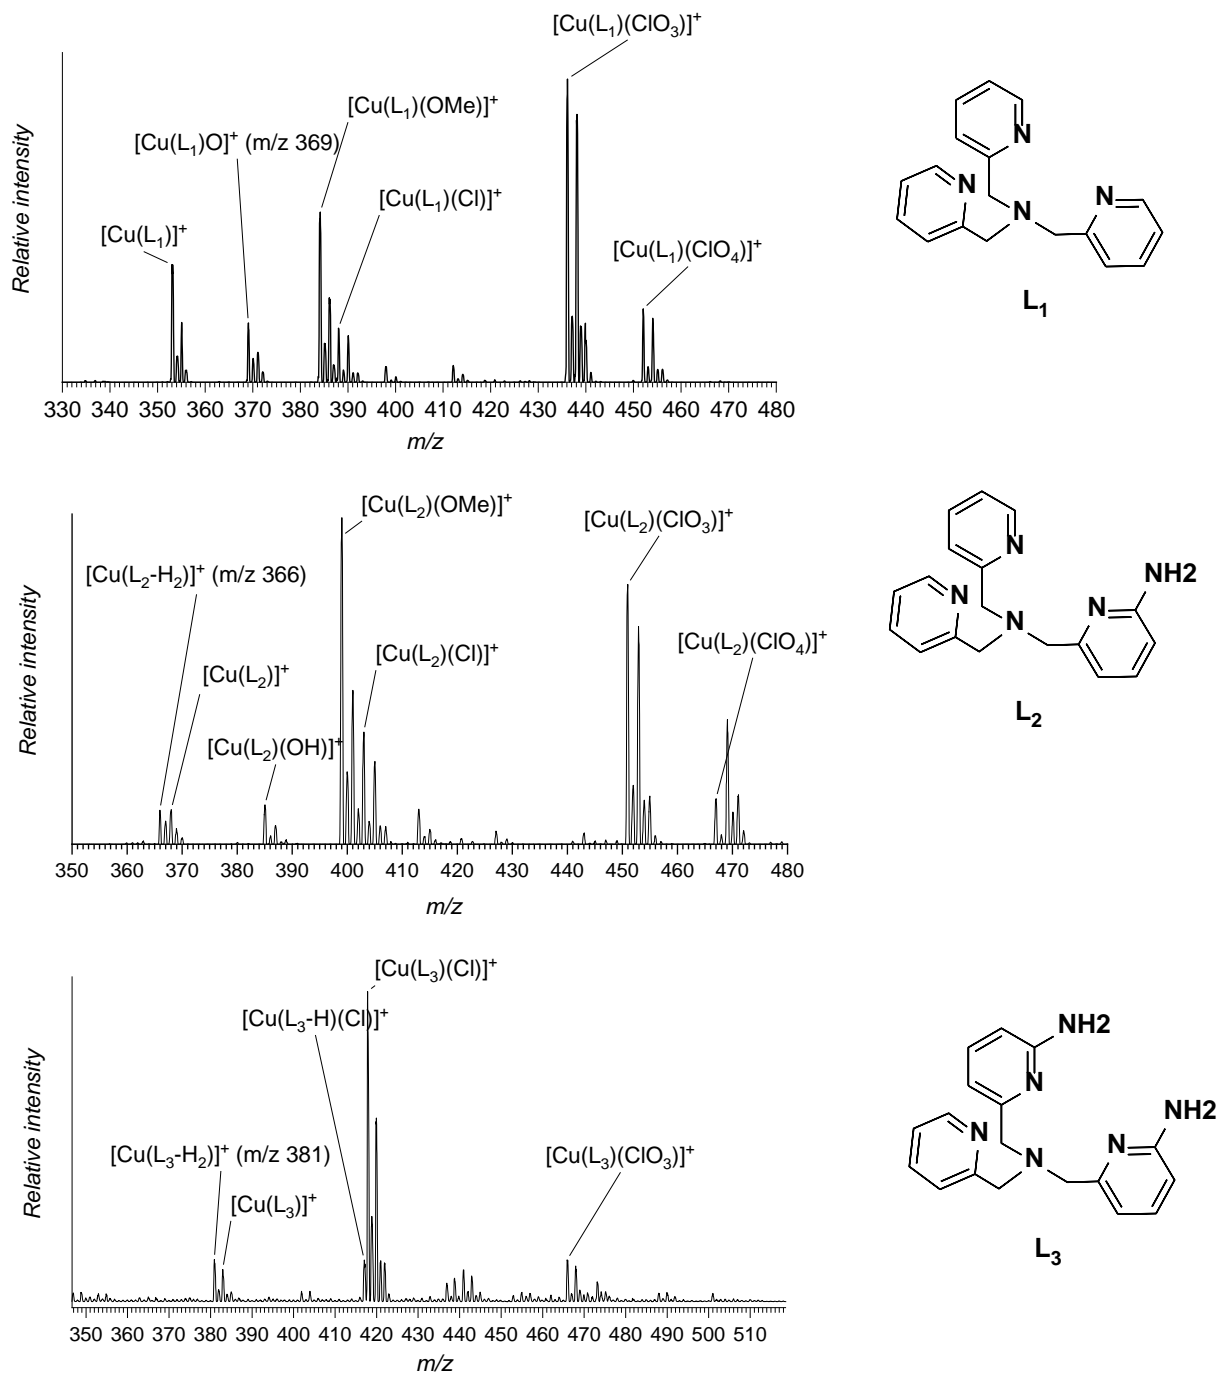 [Cu(L₁)(ClO₃)]⁺
[Cu(L₁)(OMe)]⁺
[Cu(L₁)O]⁺ (m/z 369)
[Cu(L₁)(Cl)]⁺
[Cu(L₁)]⁺
[Cu(L₁)(ClO₄)]⁺
Relative intensity
330 340 350 360 370 380 390 400 410 420 430 440 450 460 470 480
m/z
N
N
N
N
L₁
[Cu(L₂)(OMe)]⁺
[Cu(L₂)(ClO₃)]⁺
[Cu(L₂-H₂)]⁺ (m/z 366)
[Cu(L₂)(ClO₄)]⁺
[Cu(L₂)(Cl)]⁺
[Cu(L₂)]⁺
[Cu(L₂)(OH)]⁺
Relative intensity
350 360 370 380 390 400 410 420 430 440 450 460 470 480
m/z
N
NH2
N
N
N
L₂
[Cu(L₃)(Cl)]⁺
[Cu(L₃-H)(Cl)]⁺
[Cu(L₃-H₂)]⁺ (m/z 381)
[Cu(L₃)(ClO₃)]⁺
[Cu(L₃)]⁺
Relative intensity
350 360 370 380 390 400 410 420 430 440 450 460 470 480 490 500 510
m/z
NH2
N
NH2
N
N
N
L₃